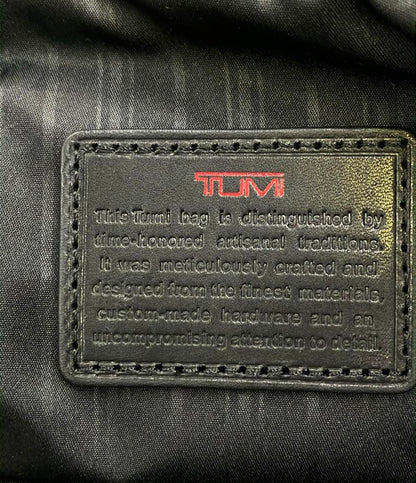 TUMI
This Tumi bag is distinguished by
time-honored artisanal traditions.
It was meticulously crafted and
designed from the finest materials,
custom-made hardware and an
uncompromising attention to detail.